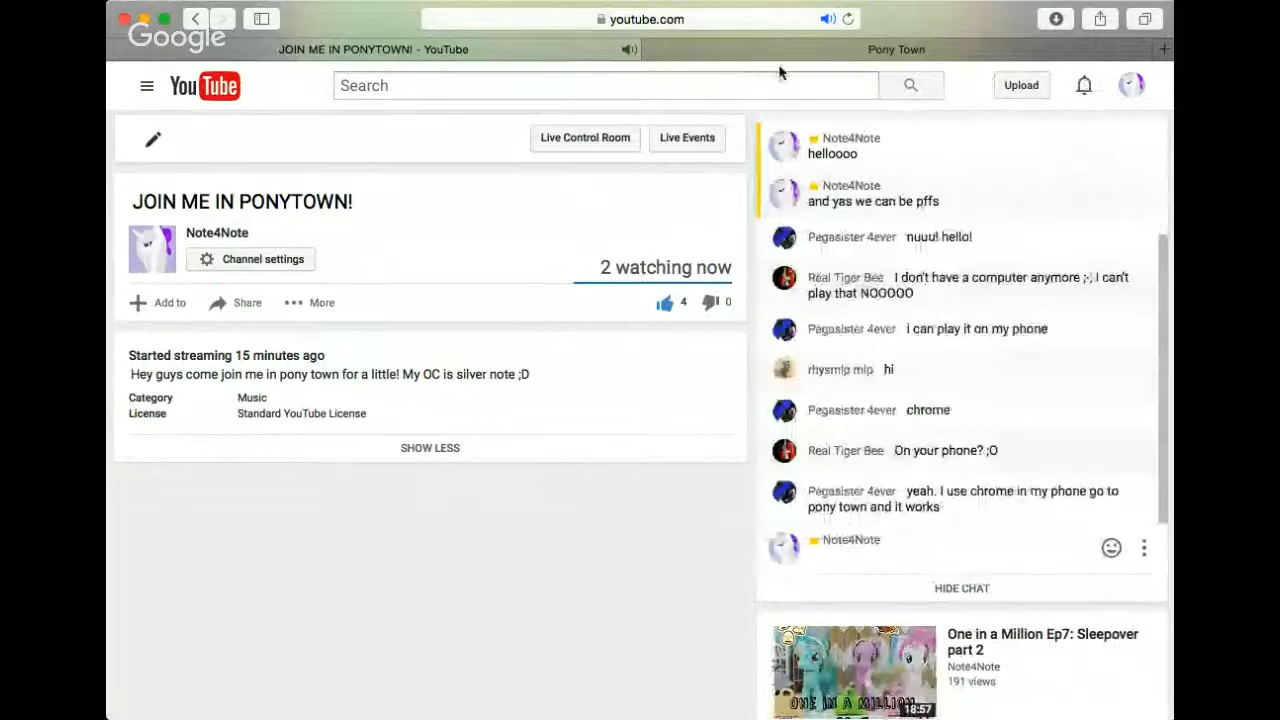 Google
youtube.com
JOIN ME IN PONYTOWN! - YouTube
Pony Town
YouTube
Search
Upload
Live Control Room
Live Events
JOIN ME IN PONYTOWN!
Note4Note
Channel settings
2 watching now
Add to
Share
More
4
0
Started streaming 15 minutes ago
Hey guys come join me in pony town for a little! My OC is silver note ;D
Category Music
License Standard YouTube License
SHOW LESS
Note4Note
helloooo
Note4Note
and yas we can be pffs
Pegasister 4ever nuuu! hello!
Real Tiger Bee I don't have a computer anymore ;-; I can't
play that NOOOOO
Pegasister 4ever i can play it on my phone
rhysmlp mlp hi
Pegasister 4ever chrome
Real Tiger Bee On your phone? ;O
Pegasister 4ever yeah. I use chrome in my phone go to
pony town and it works
Note4Note
HIDE CHAT
One in a Million Ep7: Sleepover
part 2
Note4Note
191 views
ONE IN A MILLION
18:57